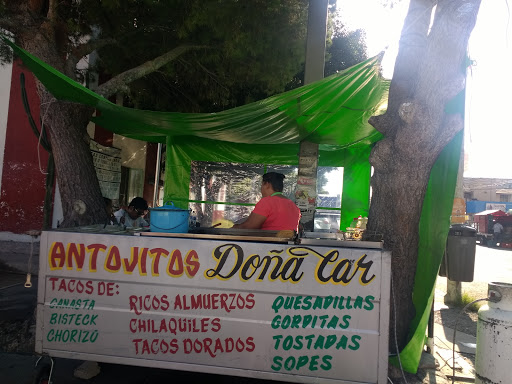 ANTOJITOS Doña Car
TACOS DE:
CANASTA
BISTECK
CHORIZO
RICOS ALMUERZOS
CHILAQUILES
TACOS DORADOS
QUESADILLAS
GORDITAS
TOSTADAS
SOPES